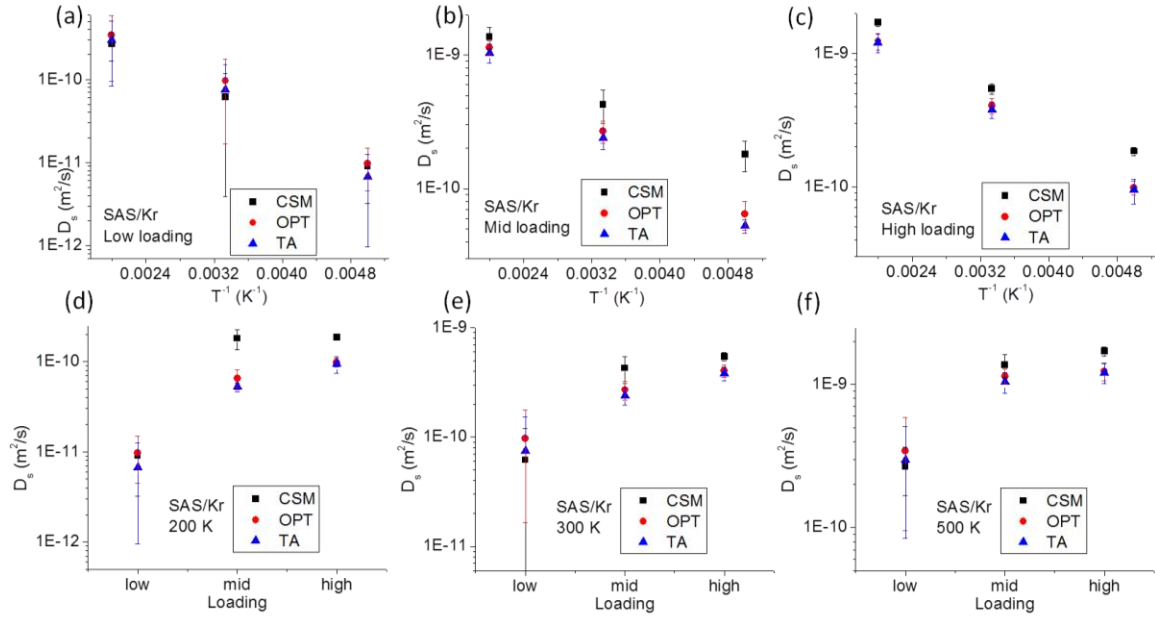 (a)
1E-10
1E-11
1E-12
D_s (m²/s)
SAS/Kr
Low loading
CSM
OPT
TA
0.0024 0.0032 0.0040 0.0048
T⁻¹ (K⁻¹)
(b)
1E-9
1E-10
D_s (m²/s)
SAS/Kr
Mid loading
CSM
OPT
TA
0.0024 0.0032 0.0040 0.0048
T⁻¹ (K⁻¹)
(c)
1E-9
1E-10
D_s (m²/s)
SAS/Kr
High loading
CSM
OPT
TA
0.0024 0.0032 0.0040 0.0048
T⁻¹ (K⁻¹)
(d)
1E-10
1E-11
1E-12
D_s (m²/s)
SAS/Kr
200 K
CSM
OPT
TA
low mid high
Loading
(e)
1E-9
1E-10
1E-11
D_s (m²/s)
SAS/Kr
300 K
CSM
OPT
TA
low mid high
Loading
(f)
1E-9
1E-10
D_s (m²/s)
SAS/Kr
500 K
CSM
OPT
TA
low mid high
Loading